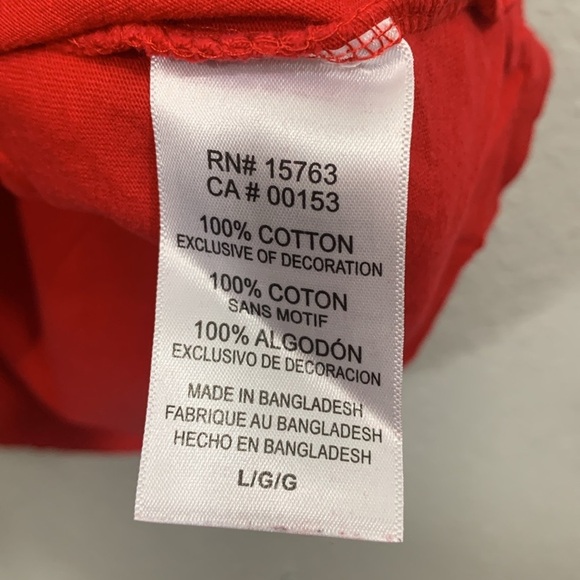 RN# 15763
CA # 00153
100% COTTON
EXCLUSIVE OF DECORATION
100% COTON
SANS MOTIF
100% ALGODÓN
EXCLUSIVO DE DECORACION
MADE IN BANGLADESH
FABRIQUE AU BANGLADESH
HECHO EN BANGLADESH
L/G/G